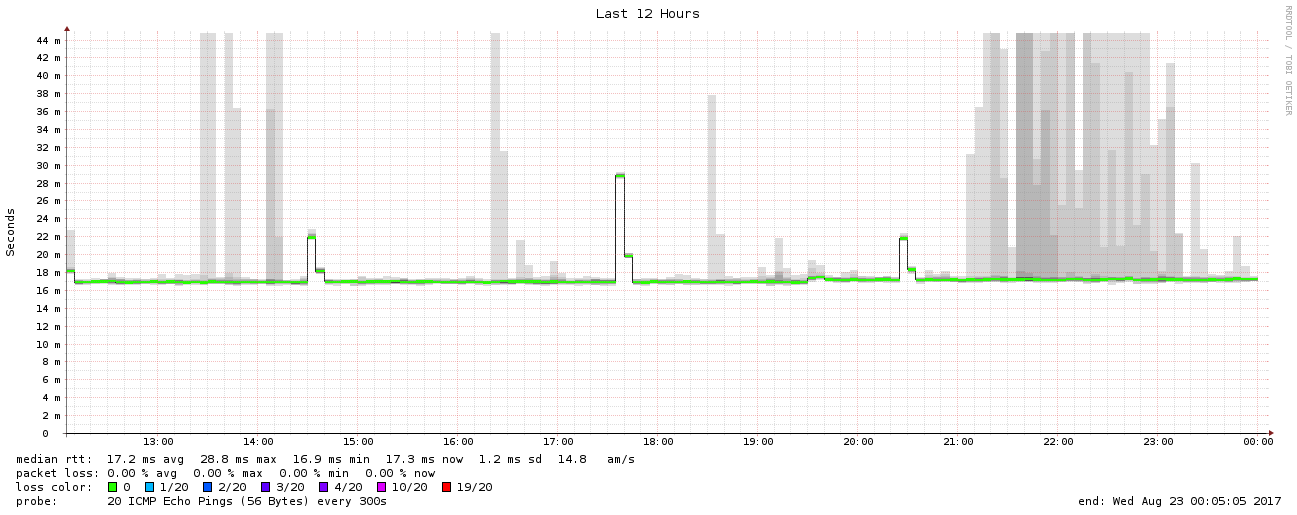 Last 12 Hours
RRDTOOL / TOBI OETIKER
Seconds
44 m
42 m
40 m
38 m
36 m
34 m
32 m
30 m
28 m
26 m
24 m
22 m
20 m
18 m
16 m
14 m
12 m
10 m
8 m
6 m
4 m
2 m
0
13:00 14:00 15:00 16:00 17:00 18:00 19:00 20:00 21:00 22:00 23:00 00:00
median rtt: 17.2 ms avg 28.8 ms max 16.9 ms min 17.3 ms now 1.2 ms sd 14.8 am/s
packet loss: 0.00 % avg 0.00 % max 0.00 % min 0.00 % now
loss color: 0 1/20 2/20 3/20 4/20 10/20 19/20
probe: 20 ICMP Echo Pings (56 Bytes) every 300s end: Wed Aug 23 00:05:05 2017